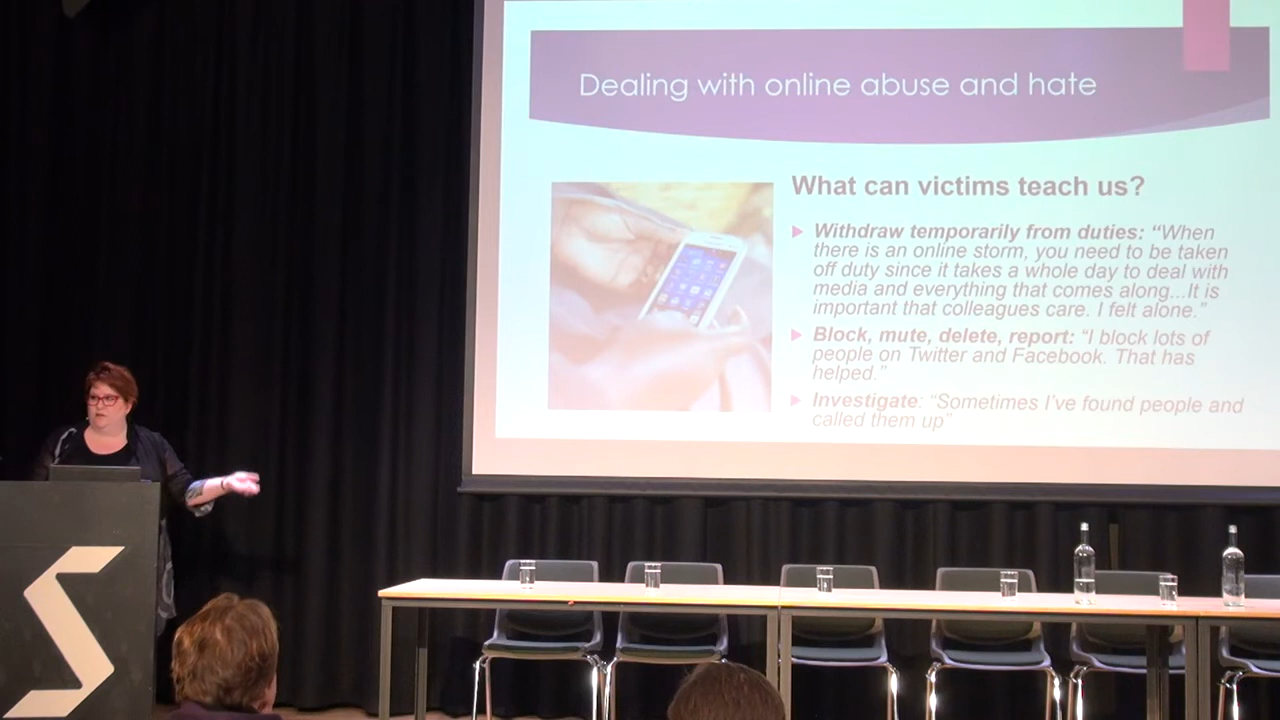 Dealing with online abuse and hate
What can victims teach us?
Withdraw temporarily from duties: “When
there is an online storm, you need to be taken
off duty since it takes a whole day to deal with
media and everything that comes along...It is
important that colleagues care. I felt alone.”
Block, mute, delete, report: “I block lots of
people on Twitter and Facebook. That has
helped.”
Investigate: “Sometimes I’ve found people and
called them up”
S